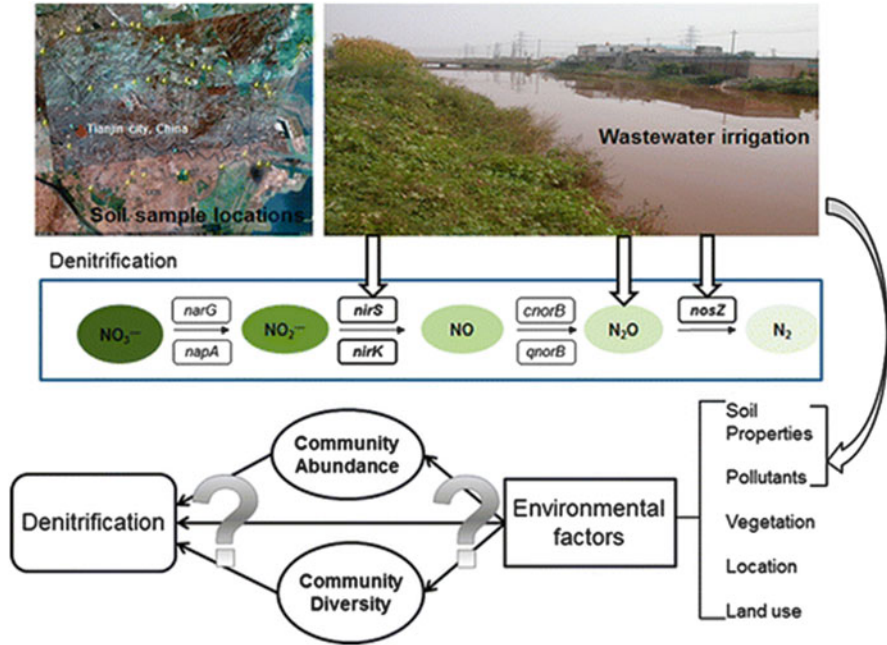 Tianjin city, China
Soil sample locations
Wastewater irrigation
Denitrification
narG
nirS
cnorB
nosZ
NO₃⁻
NO₂⁻
NO
N₂O
N₂
napA
nirK
qnorB
Community
Abundance
Denitrification
?
?
Community
Diversity
Environmental
factors
Soil
Properties
Pollutants
Vegetation
Location
Land use